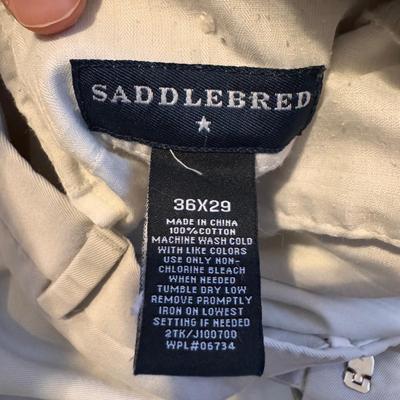 SADDLEBRED
36X29
MADE IN CHINA
100%COTTON
MACHINE WASH COLD
WITH LIKE COLORS
USE ONLY NON-
CHLORINE BLEACH
WHEN NEEDED
TUMBLE DRY LOW
REMOVE PROMPTLY
IRON ON LOWEST
SETTING IF NEEDED
2TK/J100700
WPL#06734